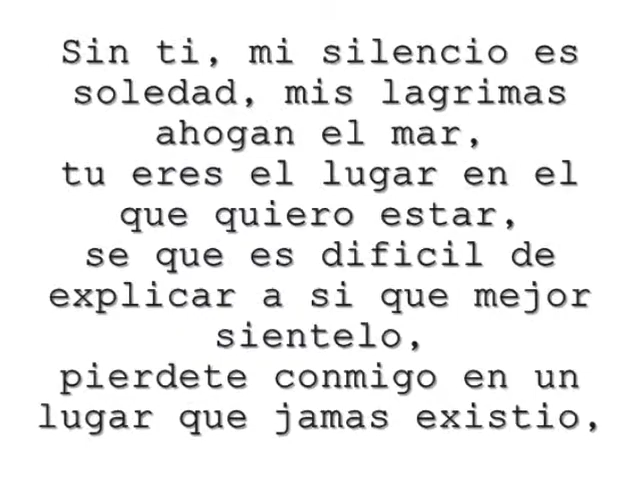 Sin ti, mi silencio es
soledad, mis lagrimas
ahogan el mar,
tu eres el lugar en el
que quiero estar,
se que es dificil de
explicar a si que mejor
sientelo,
pierdete conmigo en un
lugar que jamas existio,